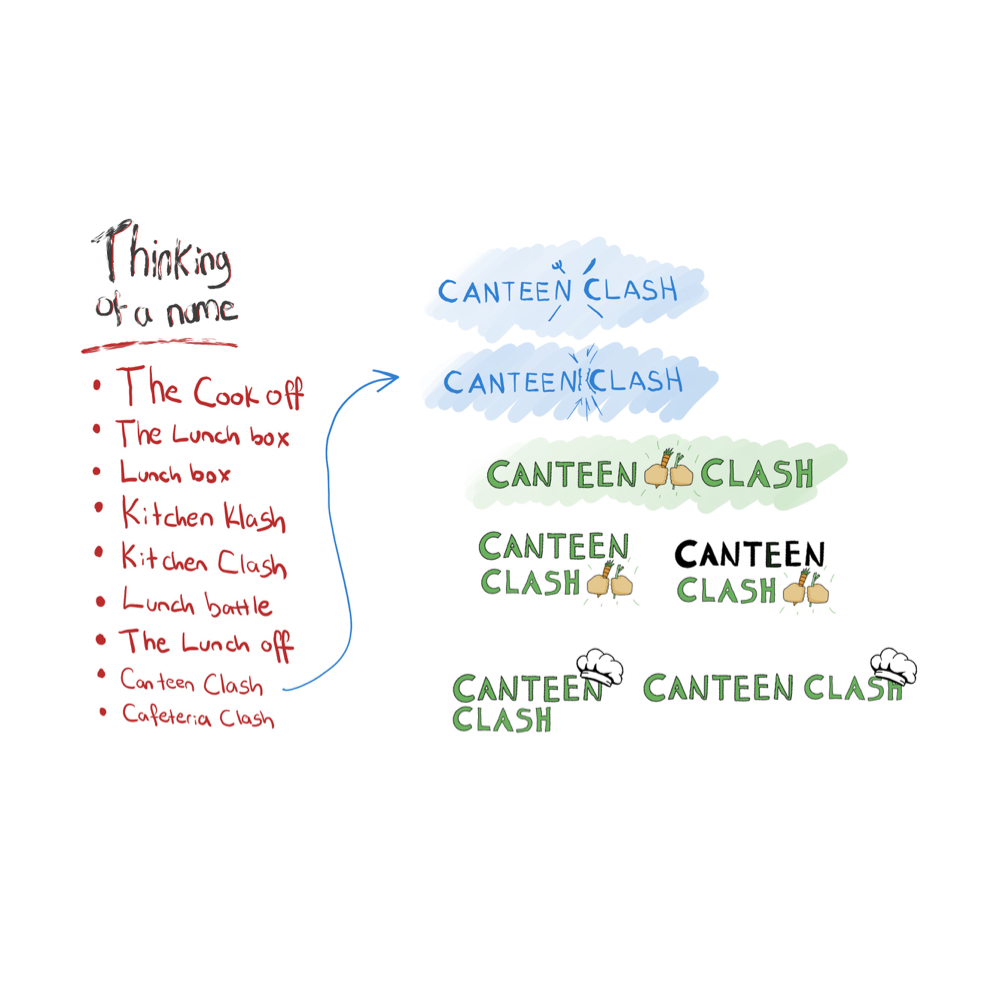 Thinking
of a name
• The Cook off
• The Lunch box
• Lunch box
• Kitchen Klash
• Kitchen Clash
• Lunch battle
• The Lunch off
• Canteen Clash
• Cafeteria Clash
CANTEEN CLASH
CANTEEN CLASH
CANTEEN CLASH
CANTEEN
CLASH
CANTEEN
CLASH
CANTEEN
CLASH
CANTEEN CLASH